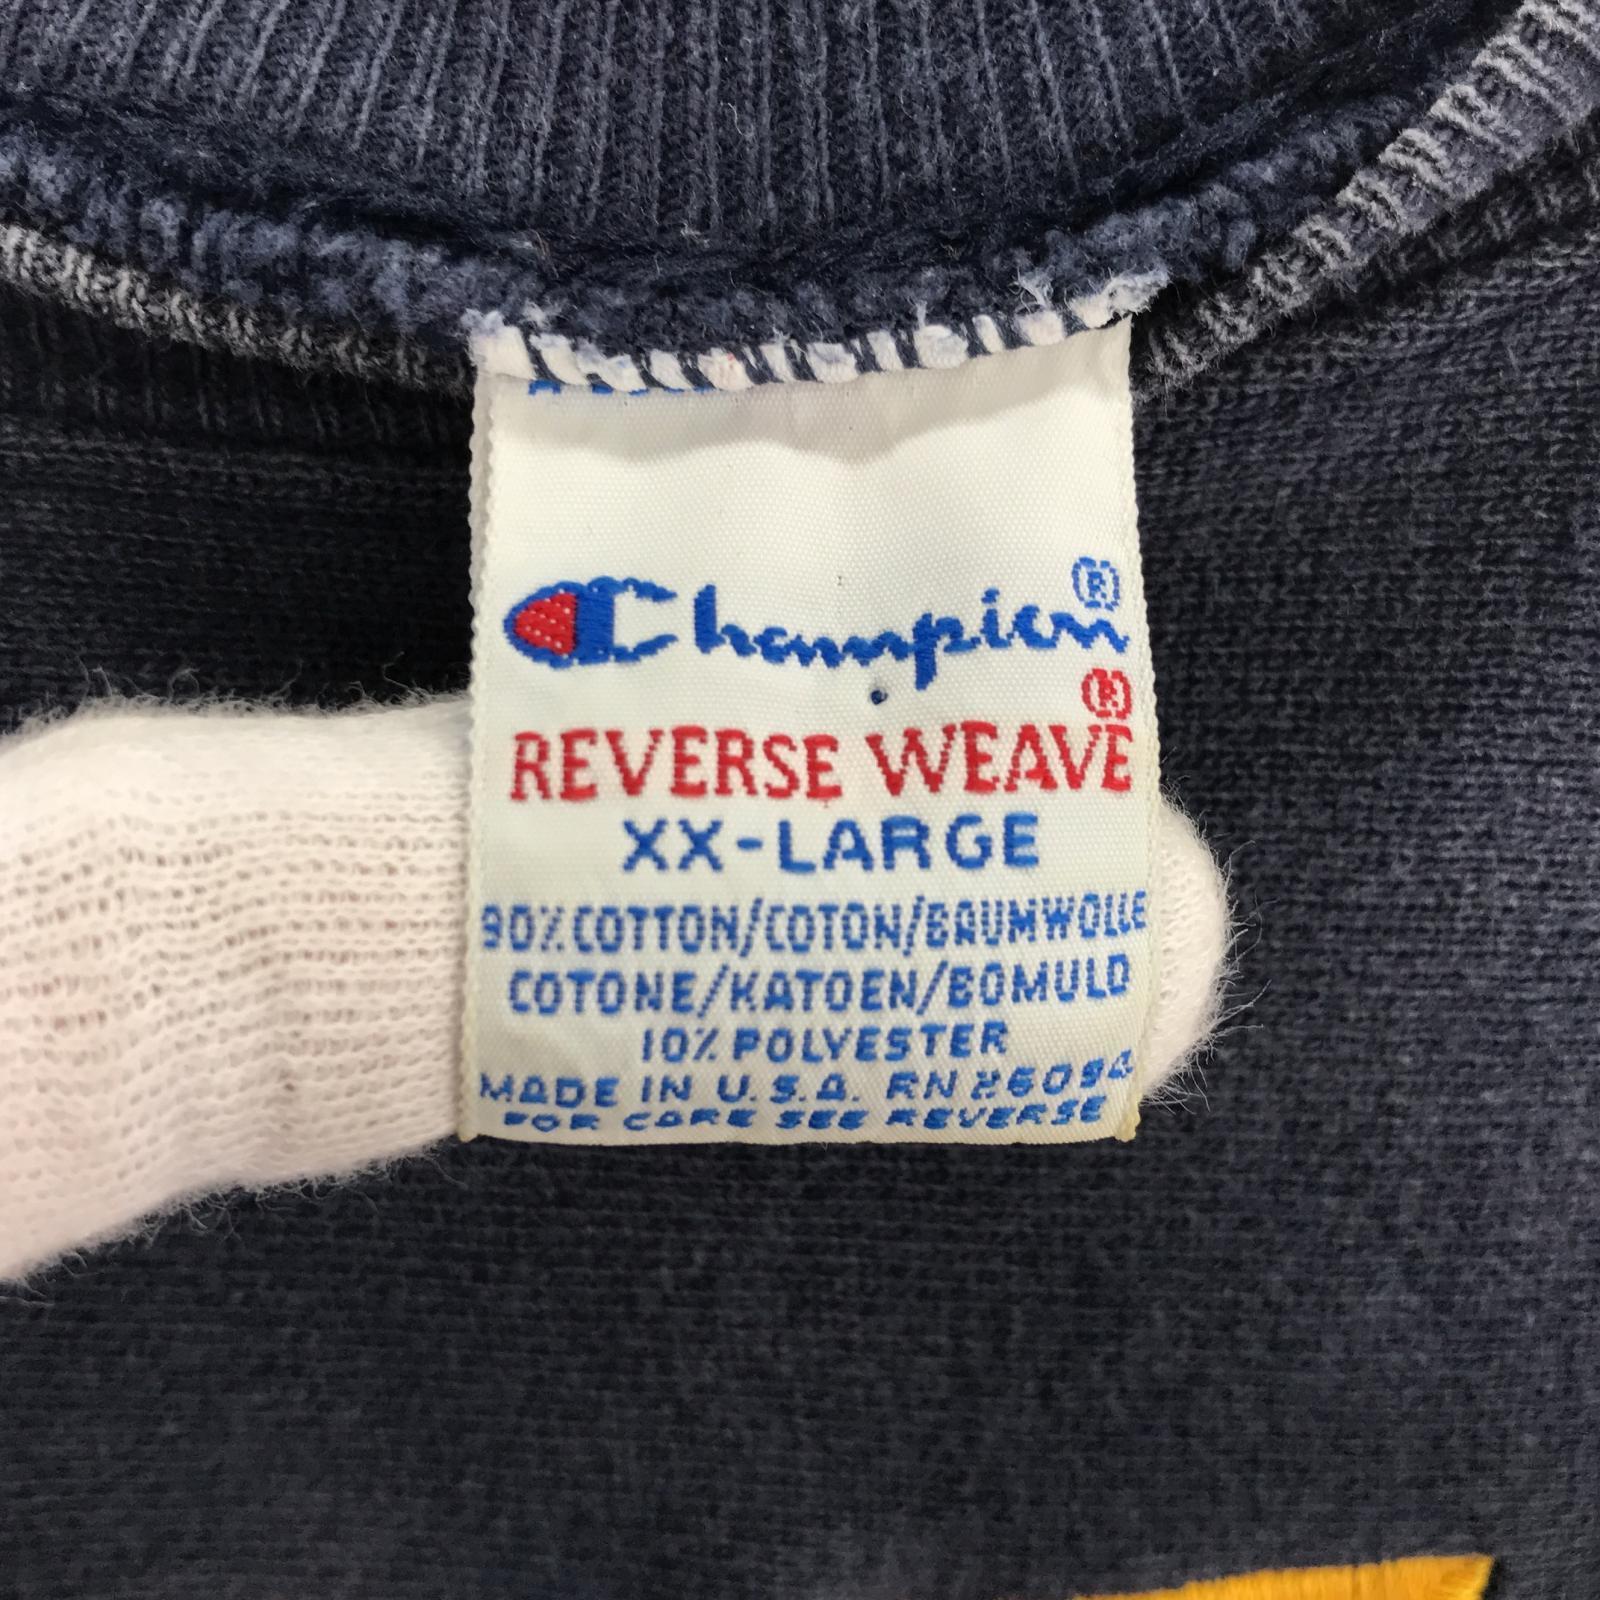 Champion®
REVERSE WEAVE®
XX-LARGE
90% COTTON/COTON/BAUMWOLLE
COTONE/KATOEN/BOMULD
10% POLYESTER
MADE IN U.S.A. RN 26094
FOR CARE SEE REVERSE